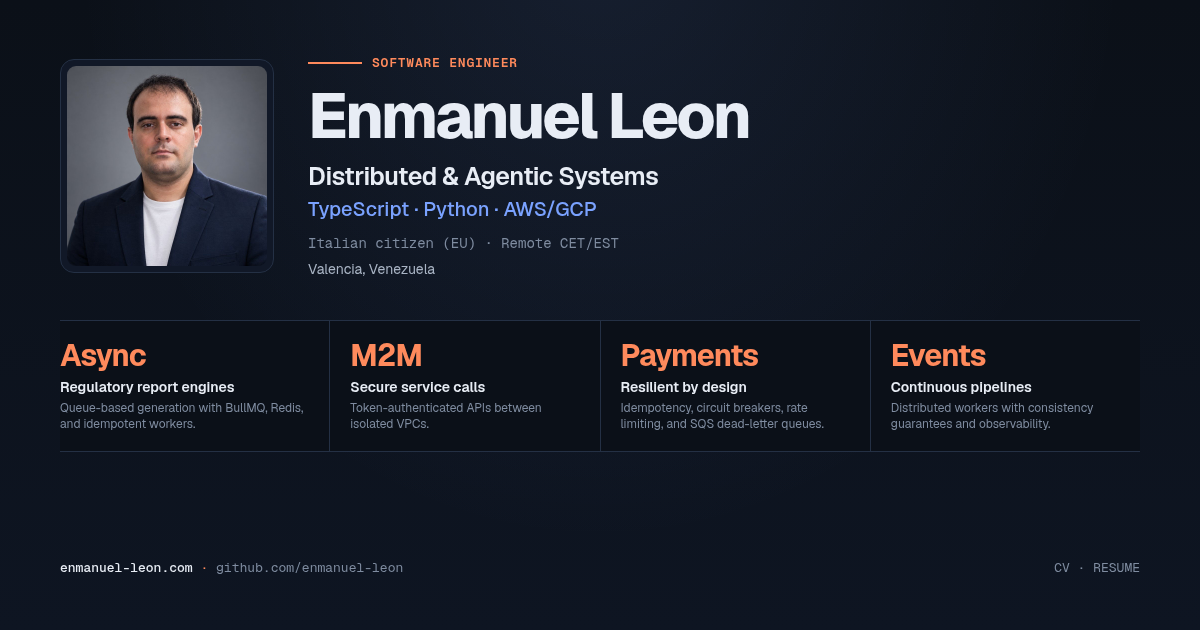 SOFTWARE ENGINEER
Enmanuel Leon
Distributed & Agentic Systems
TypeScript · Python · AWS/GCP
Italian citizen (EU) · Remote CET/EST
Valencia, Venezuela
Async
Regulatory report engines
Queue-based generation with BullMQ, Redis,
and idempotent workers.
M2M
Secure service calls
Token-authenticated APIs between
isolated VPCs.
Payments
Resilient by design
Idempotency, circuit breakers, rate
limiting, and SQS dead-letter queues.
Events
Continuous pipelines
Distributed workers with consistency
guarantees and observability.
enmanuel-leon.com · github.com/enmanuel-leon
CV · RESUME